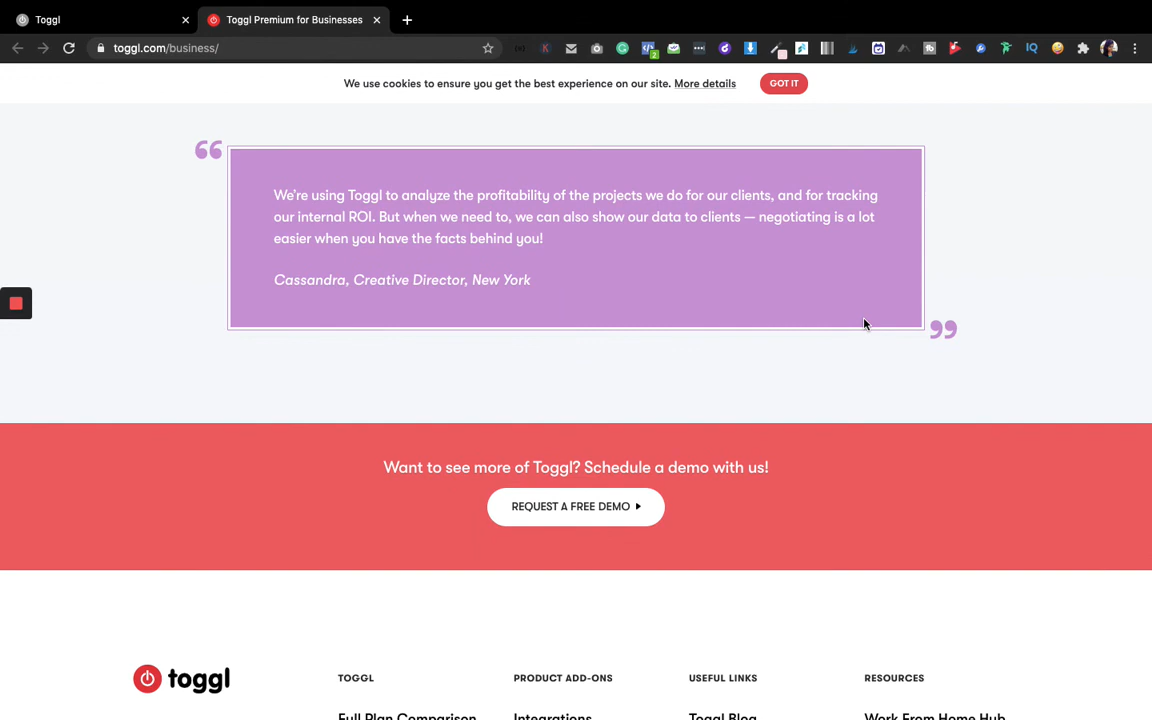 Toggl
Toggl Premium for Businesses
toggl.com/business/
2
K
IQ
We use cookies to ensure you get the best experience on our site. More details
GOT IT
“
We’re using Toggl to analyze the profitability of the projects we do for our clients, and for tracking
our internal ROI. But when we need to, we can also show our data to clients — negotiating is a lot
easier when you have the facts behind you!
Cassandra, Creative Director, New York
”
Want to see more of Toggl? Schedule a demo with us!
REQUEST A FREE DEMO
toggl
TOGGL
PRODUCT ADD-ONS
USEFUL LINKS
RESOURCES
Full Plan Comparison
Integrations
Toggl Blog
Work From Home Hub